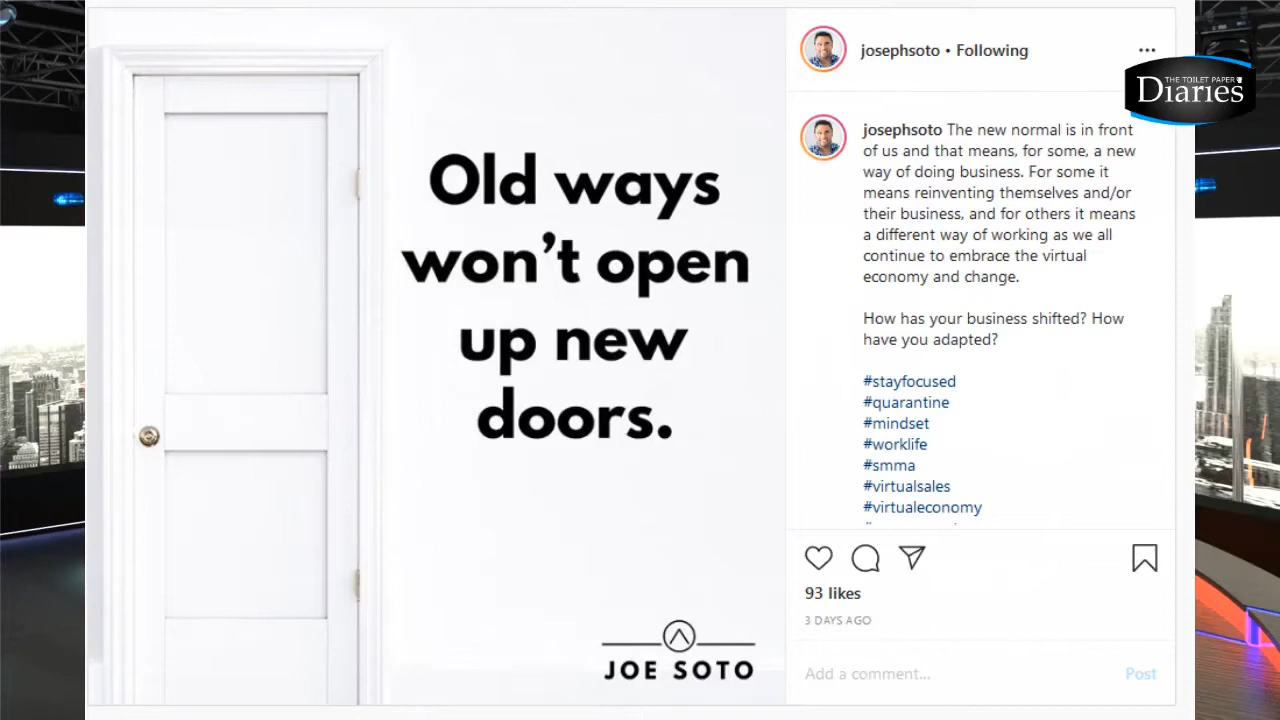 Old ways
won’t open
up new
doors.
JOE SOTO
josephsoto • Following
THE TOILET PAPER
Diaries
josephsoto The new normal is in front
of us and that means, for some, a new
way of doing business. For some it
means reinventing themselves and/or
their business, and for others it means
a different way of working as we all
continue to embrace the virtual
economy and change.
How has your business shifted? How
have you adapted?
#stayfocused
#quarantine
#mindset
#worklife
#smma
#virtualsales
#virtualeconomy
93 likes
3 DAYS AGO
Add a comment...
Post